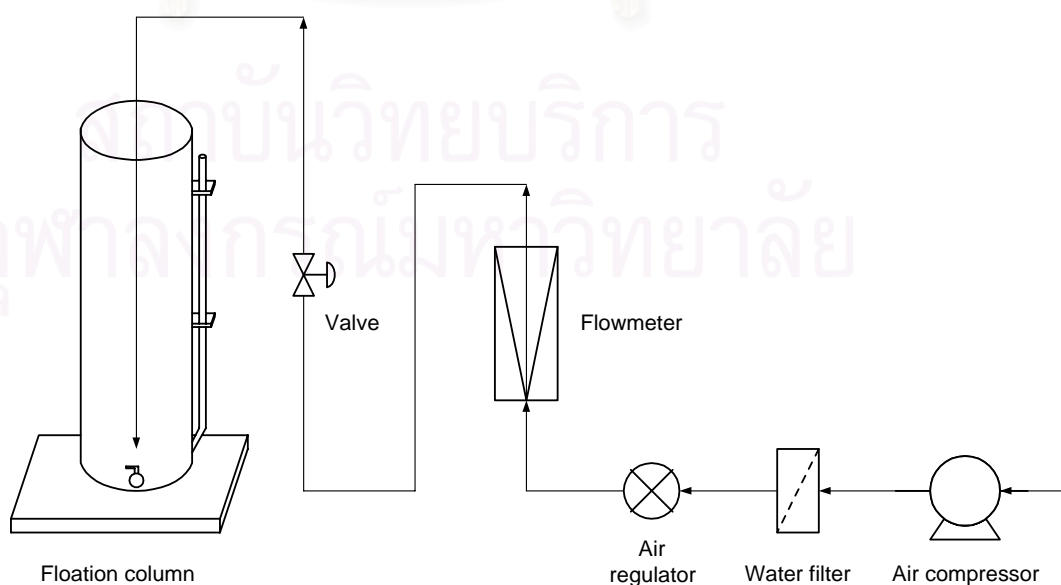 สถาบันวิทยบริการ
จุฬาลงกรณ์มหาวิทยาลัย
Valve
Flowmeter
Air
regulator
Water filter
Air compressor
Floation column